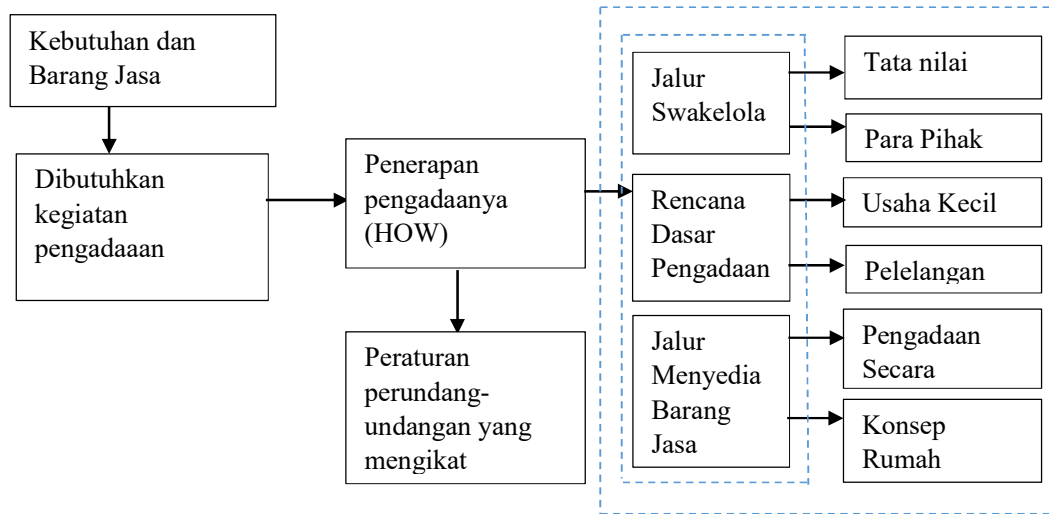 Kebutuhan dan
Barang Jasa
Dibutuhkan
kegiatan
pengadaaan
Penerapan
pengadaanya
(HOW)
Peraturan
perundang-
undangan yang
mengikat
Jalur
Swakelola
Rencana
Dasar
Pengadaan
Jalur
Menyedia
Barang
Jasa
Tata nilai
Para Pihak
Usaha Kecil
Pelelangan
Pengadaan
Secara
Konsep
Rumah